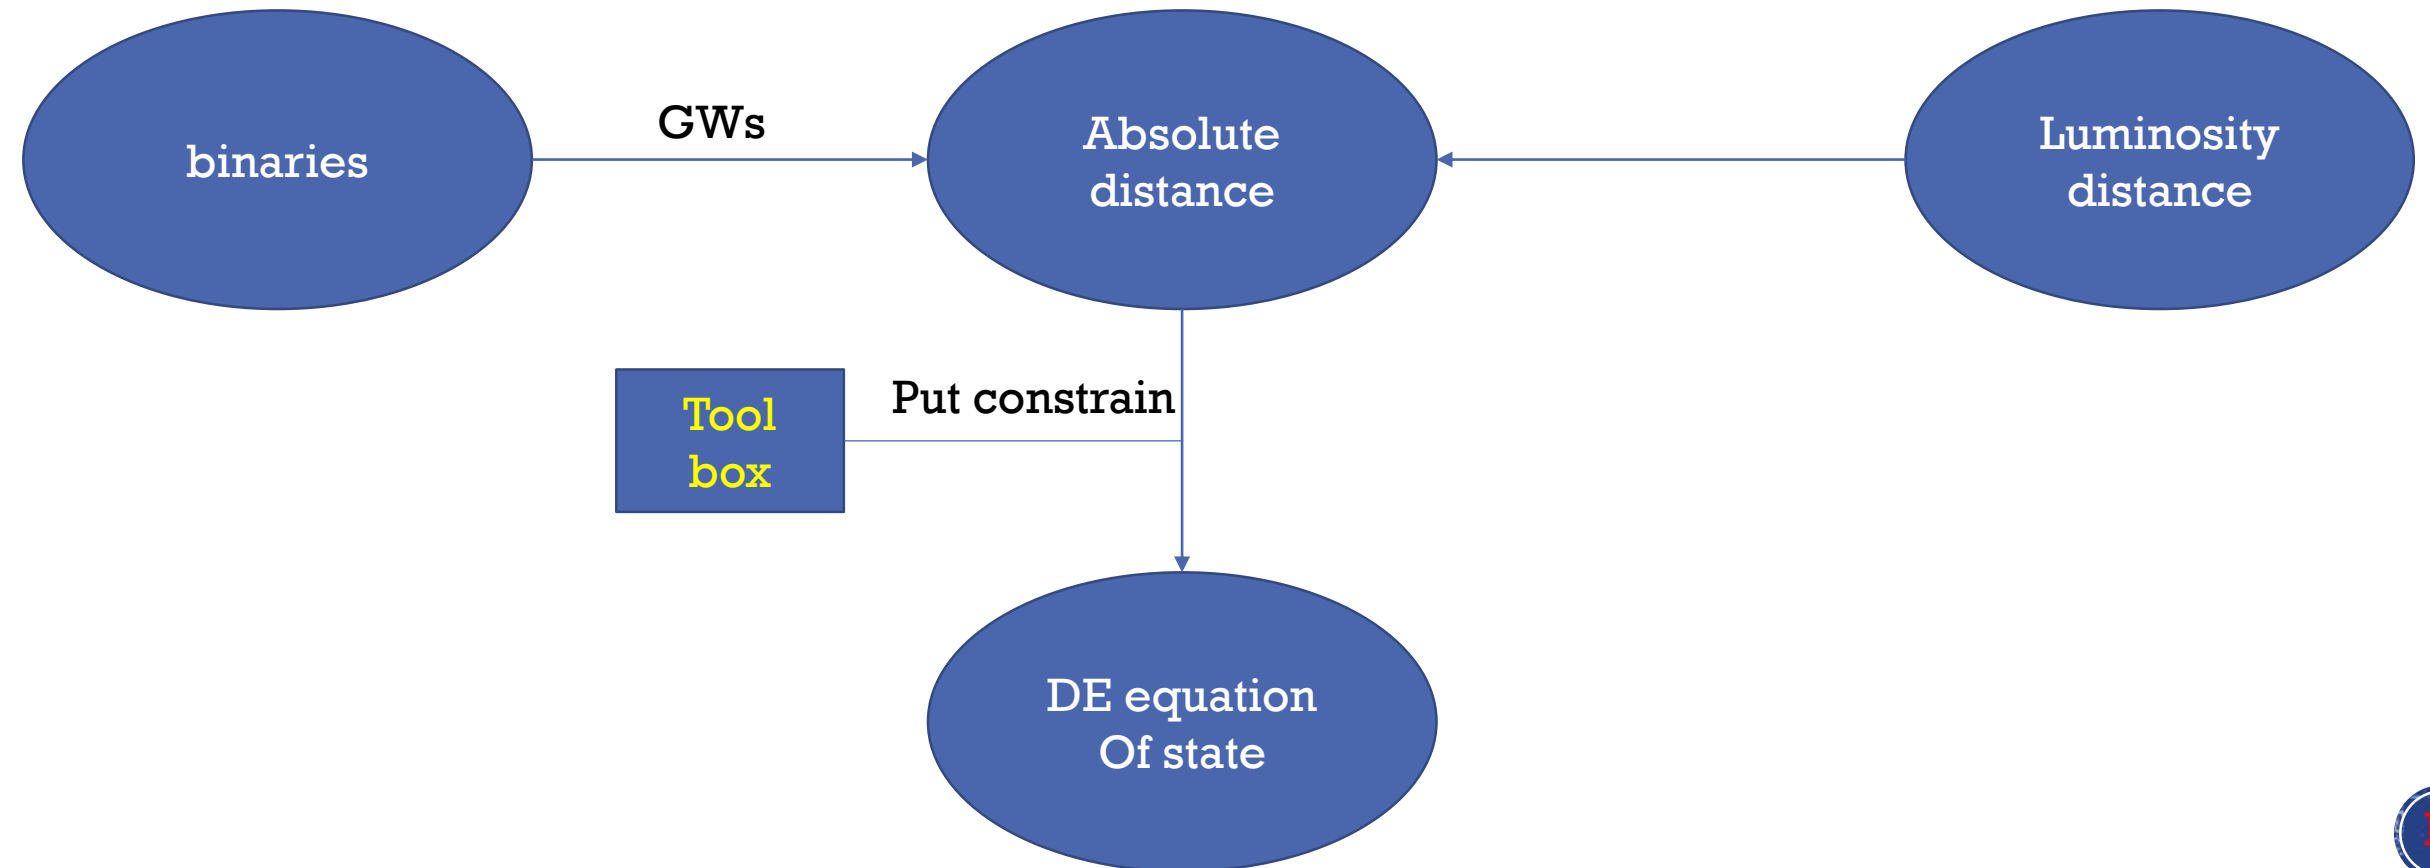 binaries
GWs
Absolute
distance
Luminosity
distance
Tool
box
Put constrain
DE equation
Of state